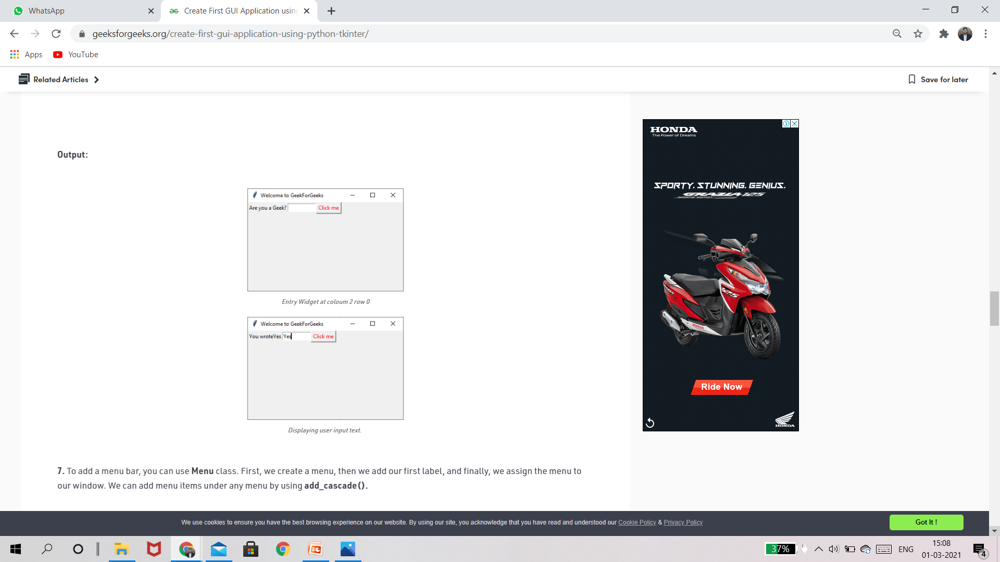 WhatsApp
Create First GUI Application using
geeksforgeeks.org/create-first-gui-application-using-python-tkinter/
Apps
YouTube
Related Articles
Save for later
Output:
Welcome to GeekForGeeks
Are you a Geek?
Click me
Entry Widget at coloum 2 row 0
Welcome to GeekForGeeks
You wroteYes
Yes
Click me
Displaying user input text.
7. To add a menu bar, you can use Menu class. First, we create a menu, then we add our first label, and finally, we assign the menu to
our window. We can add menu items under any menu by using add_cascade().
HONDA
The Power of Dreams
SPORTY. STUNNING. GENIUS.
GRAZIA 125
SPORTS EDITION
125
HONDA
Ride Now
HONDA
We use cookies to ensure you have the best browsing experience on our website. By using our site, you acknowledge that you have read and understood our Cookie Policy & Privacy Policy
Got It !
37%
ENG
15:08
01-03-2021
4